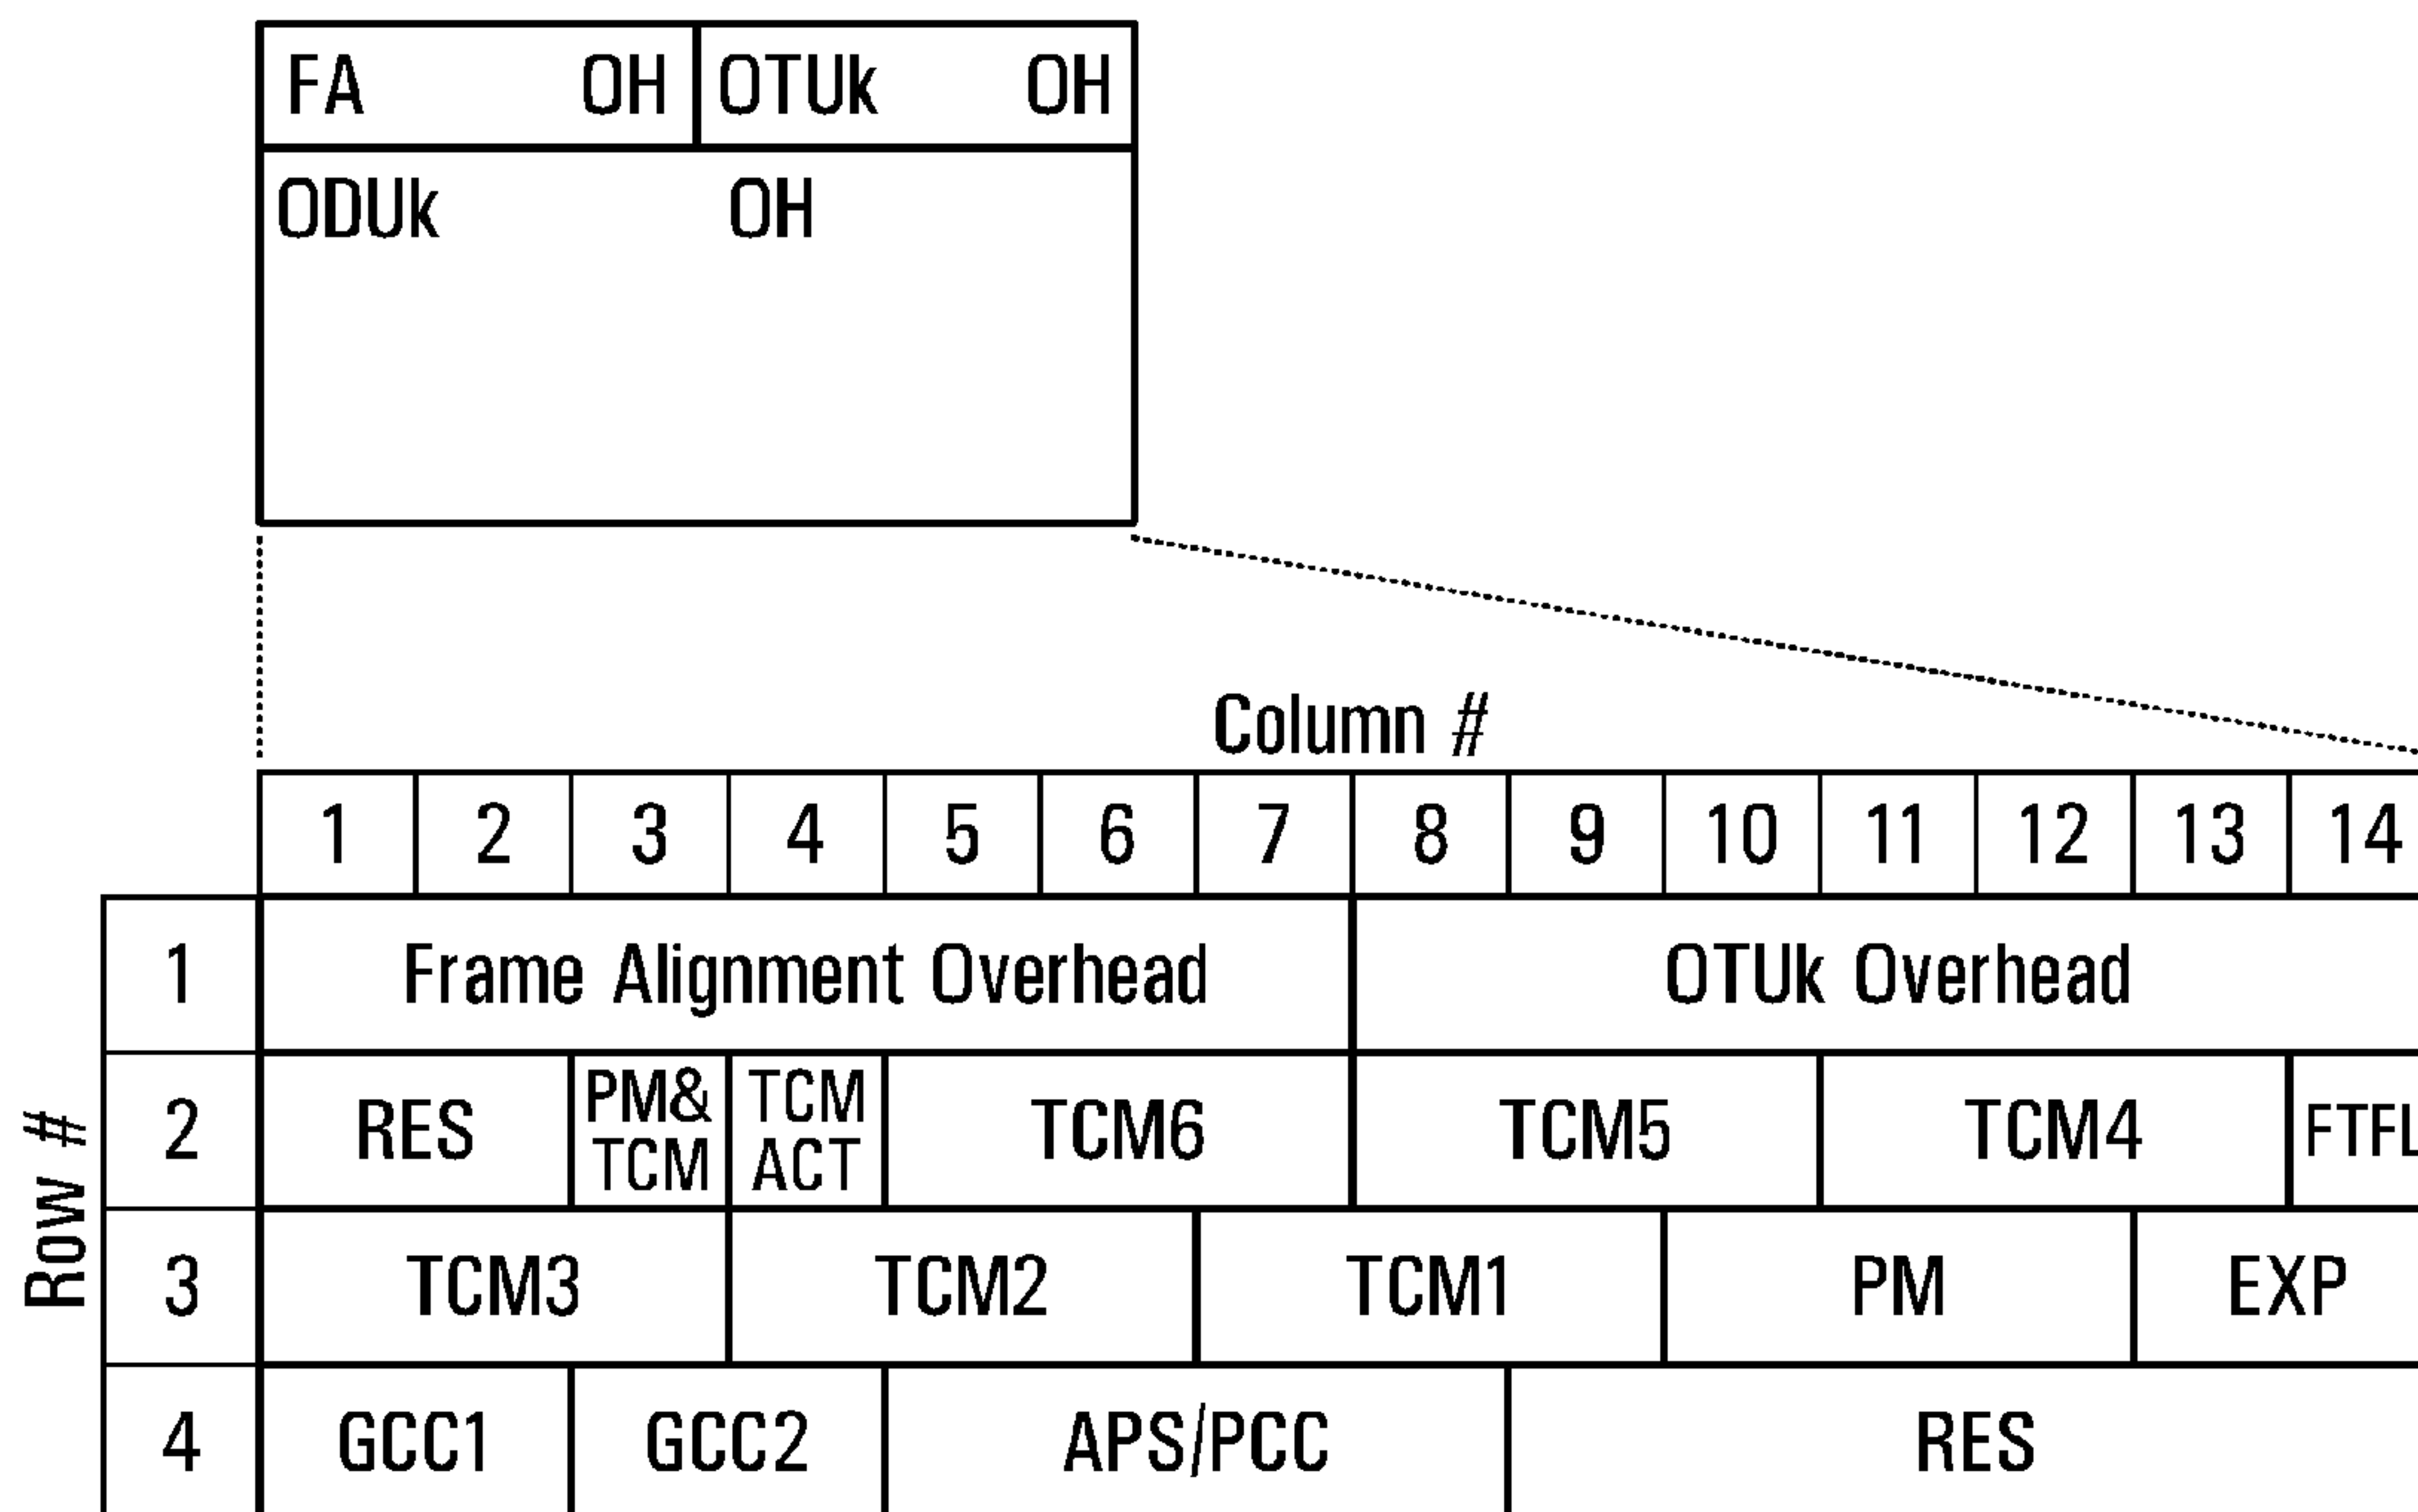 FA OH OTUk OH
ODUk OH
Column #
1 2 3 4 5 6 7 8 9 10 11 12 13 14
Row #
1 Frame Alignment Overhead OTUk Overhead
2 RES PM& TCM TCM ACT TCM6 TCM5 TCM4 FTFL
3 TCM3 TCM2 TCM1 PM EXP
4 GCC1 GCC2 APS/PCC RES